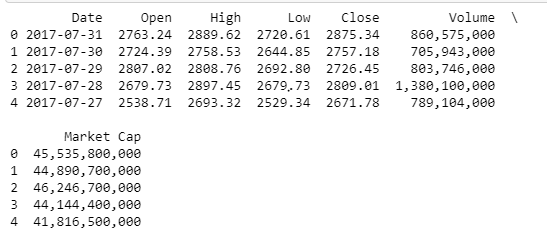 Date Open High Low Close Volume \
0 2017-07-31 2763.24 2889.62 2720.61 2875.34 860,575,000
1 2017-07-30 2724.39 2758.53 2644.85 2757.18 705,943,000
2 2017-07-29 2807.02 2808.76 2692.80 2726.45 803,746,000
3 2017-07-28 2679.73 2897.45 2679.73 2809.01 1,380,100,000
4 2017-07-27 2538.71 2693.32 2529.34 2671.78 789,104,000
Market Cap
0 45,535,800,000
1 44,890,700,000
2 46,246,700,000
3 44,144,400,000
4 41,816,500,000